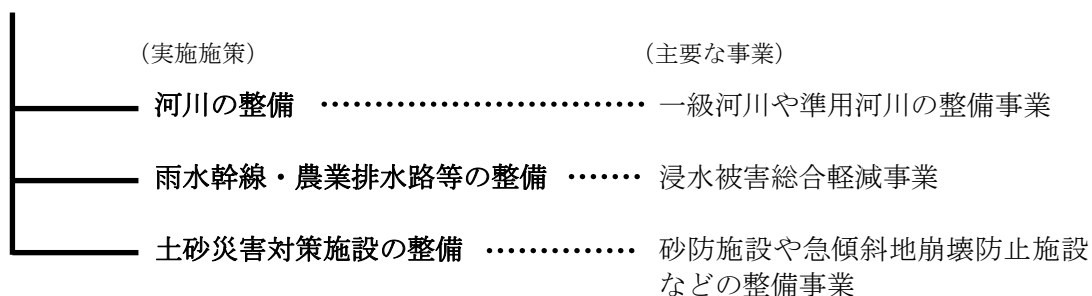 （実施施策） （主要な事業）
河川の整備 ………………………… 一級河川や準用河川の整備事業
雨水幹線・農業排水路等の整備 ……. 浸水被害総合軽減事業
土砂災害対策施設の整備 …………… 砂防施設や急傾斜地崩壊防止施設
などの整備事業